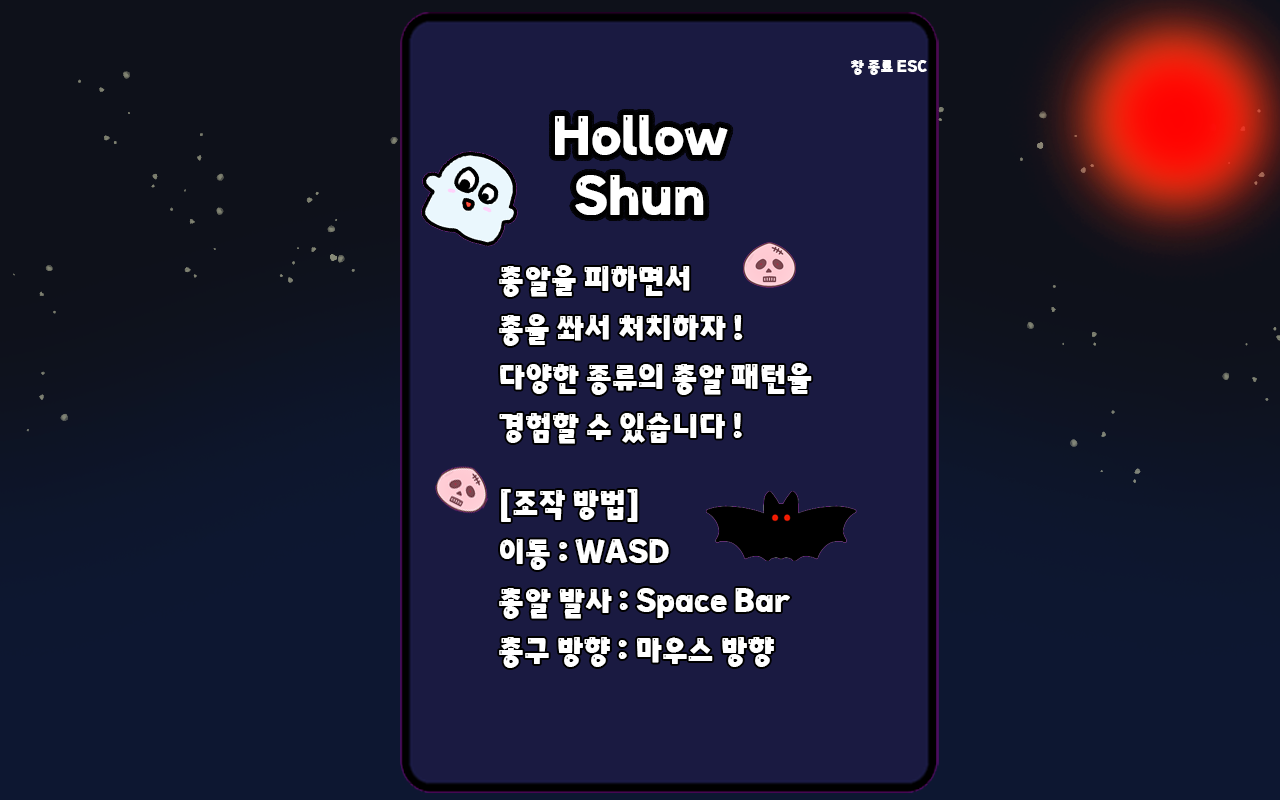 창 종료 ESC
Hollow
Shun
총알을 피하면서
총을 쏴서 처치하자 !
다양한 종류의 총알 패턴을
경험할 수 있습니다 !
[조작 방법]
이동 : WASD
총알 발사 : Space Bar
총구 방향 : 마우스 방향